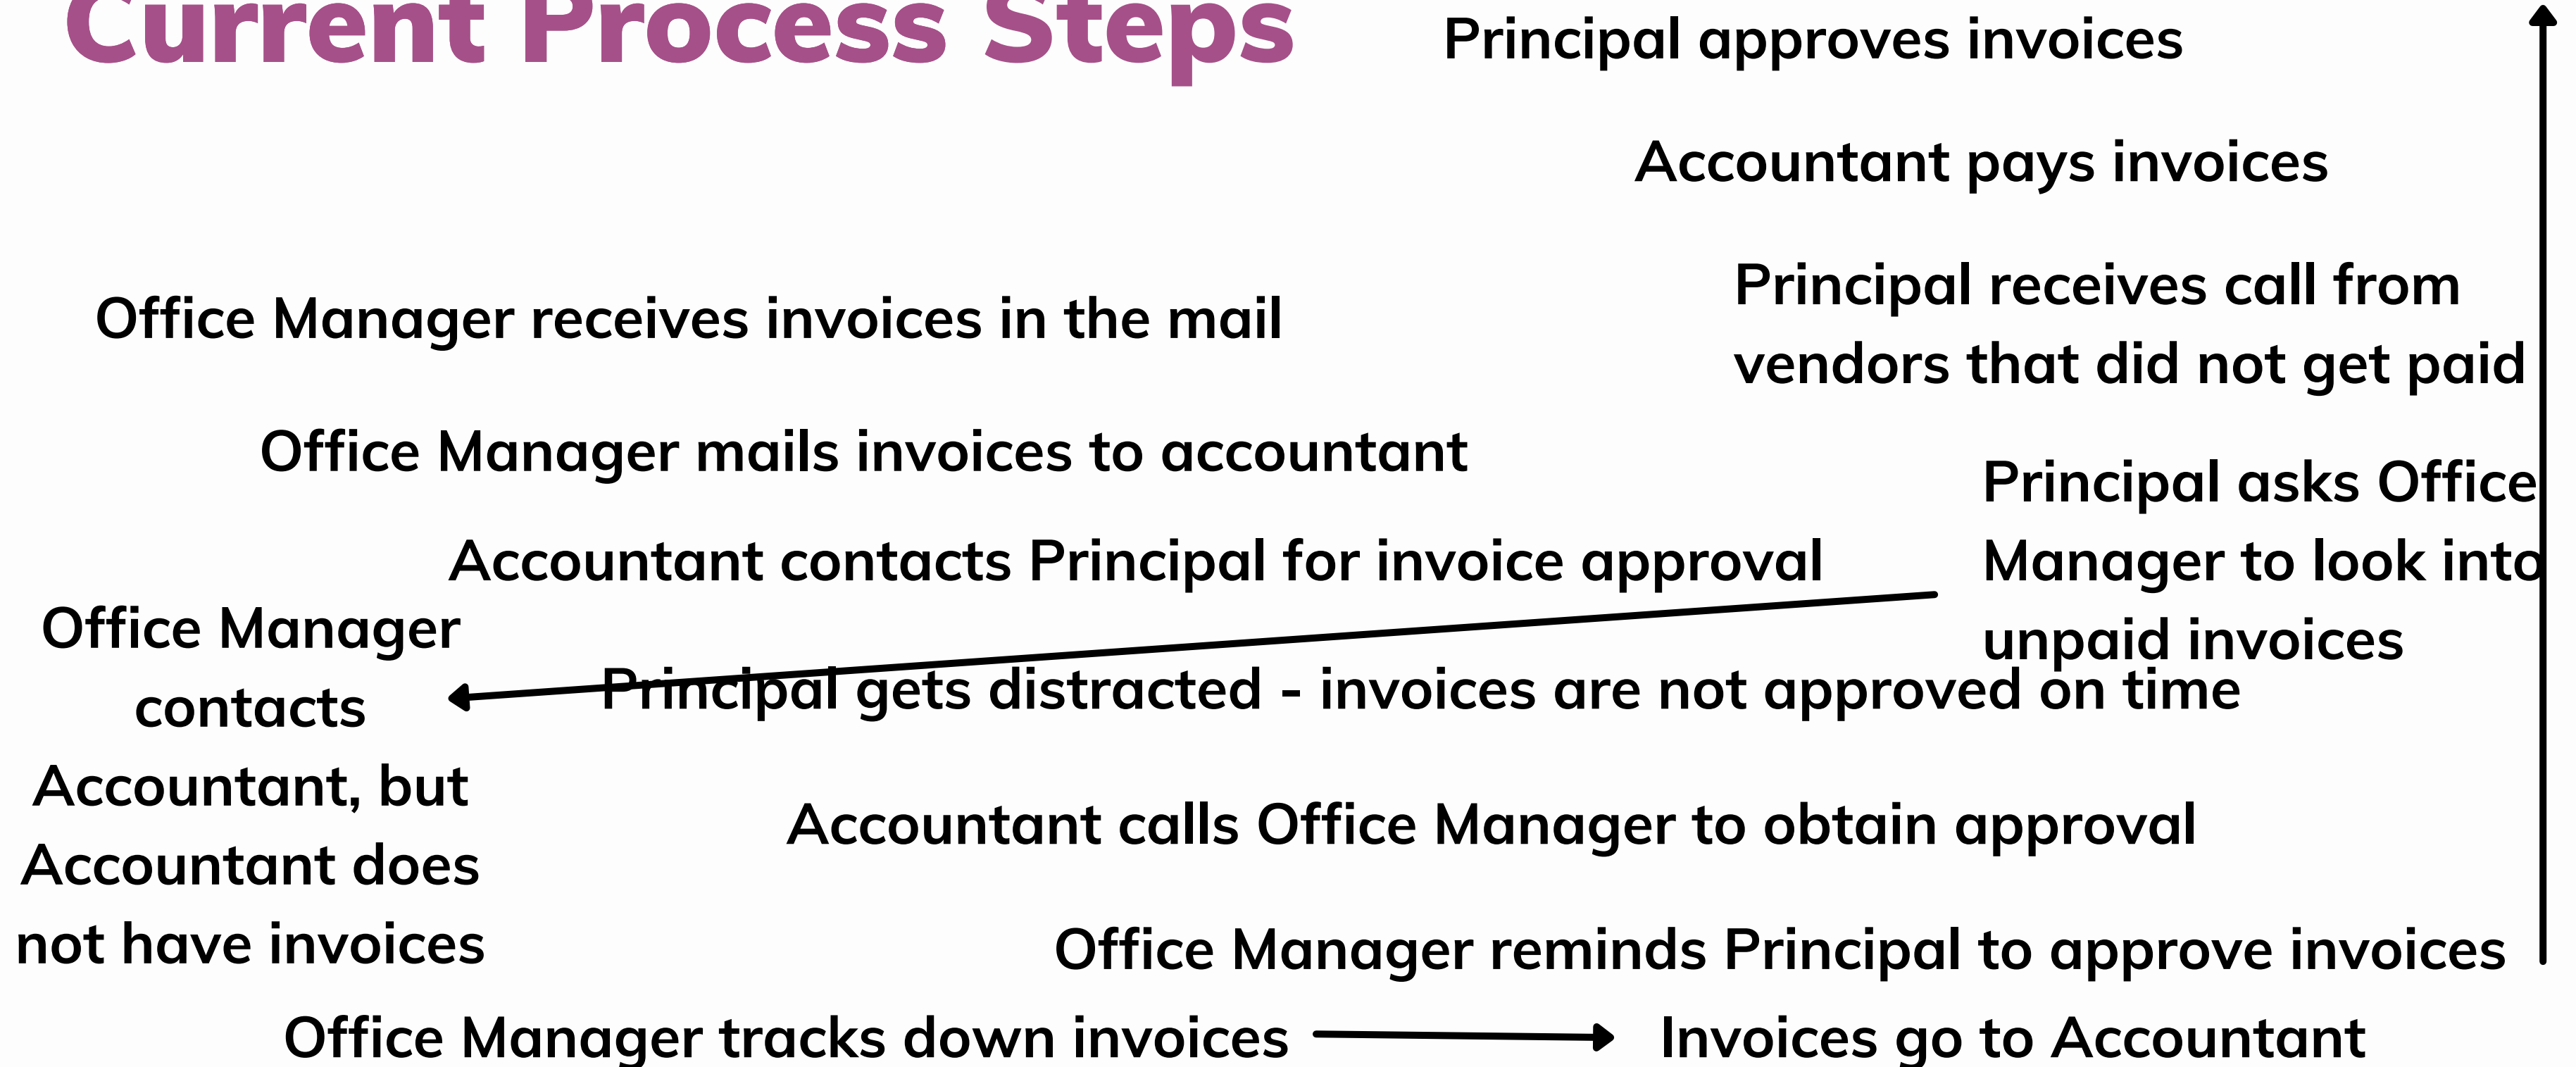 Current Process Steps
Office Manager receives invoices in the mail
Office Manager mails invoices to accountant
Accountant contacts Principal for invoice approval
Principal gets distracted - invoices are not approved on time
Accountant calls Office Manager to obtain approval
Office Manager reminds Principal to approve invoices
Principal approves invoices
Accountant pays invoices
Principal receives call from
vendors that did not get paid
Principal asks Office
Manager to look into
unpaid invoices
Office Manager
contacts
Accountant, but
Accountant does
not have invoices
Office Manager tracks down invoices
Invoices go to Accountant